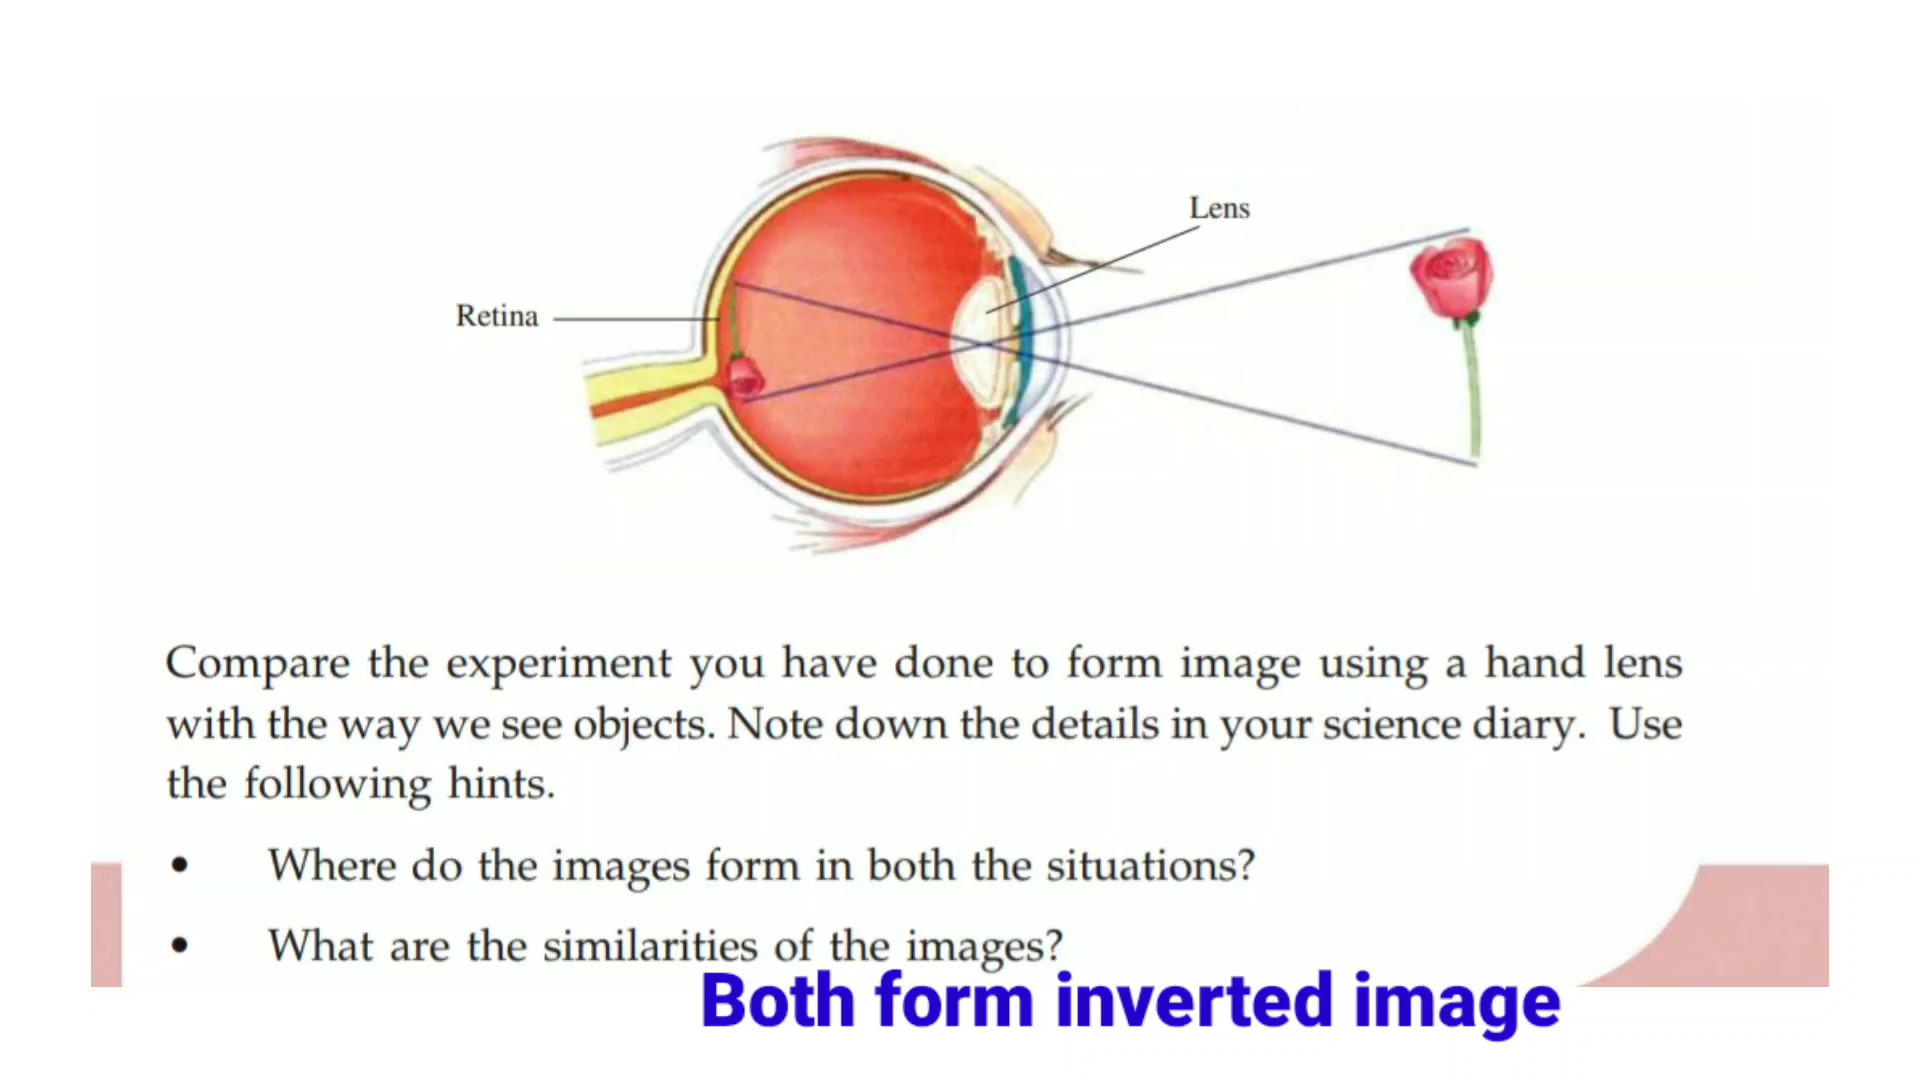 Lens
Retina
Compare the experiment you have done to form image using a hand lens
with the way we see objects. Note down the details in your science diary. Use
the following hints.
• Where do the images form in both the situations?
• What are the similarities of the images?
Both form inverted image